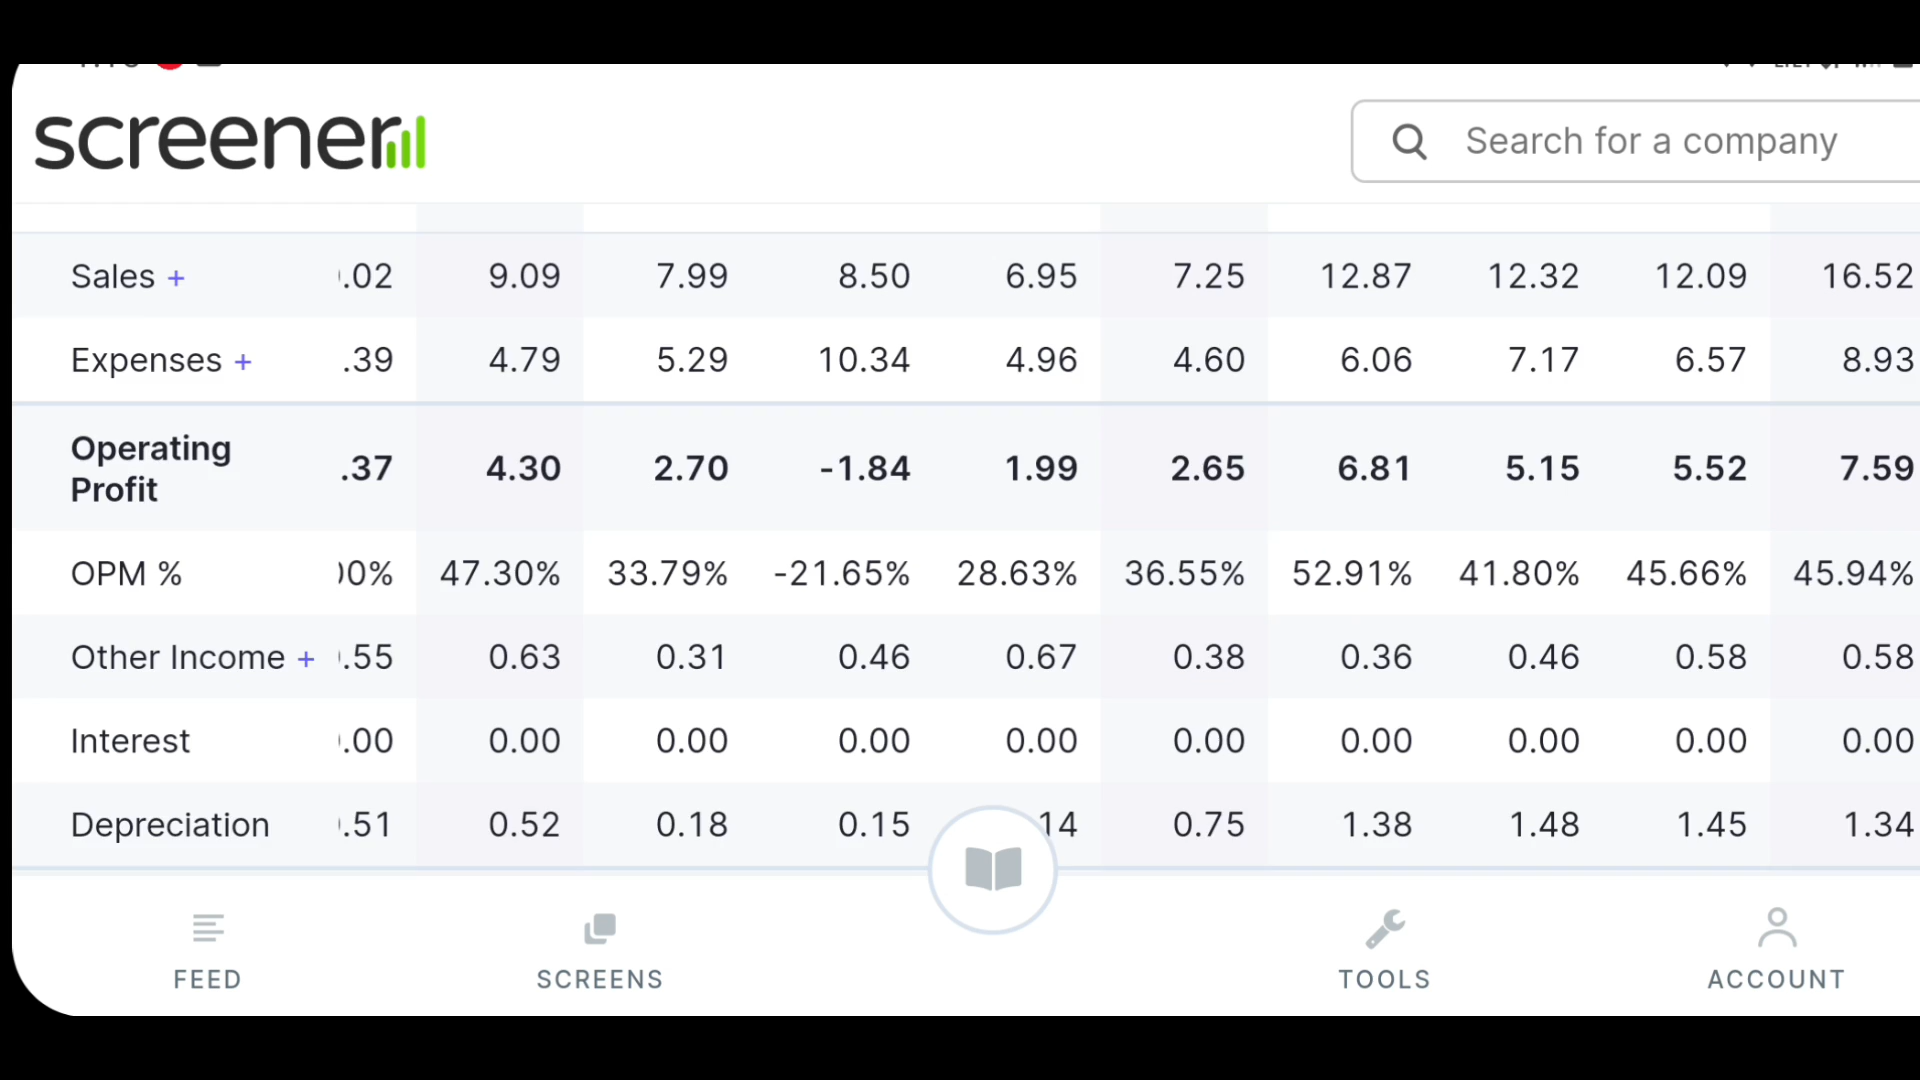 screener
Search for a company
Sales + .02 9.09 7.99 8.50 6.95 7.25 12.87 12.32 12.09 16.52
Expenses + .39 4.79 5.29 10.34 4.96 4.60 6.06 7.17 6.57 8.93
Operating
Profit .37 4.30 2.70 -1.84 1.99 2.65 6.81 5.15 5.52 7.59
OPM % 0% 47.30% 33.79% -21.65% 28.63% 36.55% 52.91% 41.80% 45.66% 45.94%
Other Income + .55 0.63 0.31 0.46 0.67 0.38 0.36 0.46 0.58 0.58
Interest .00 0.00 0.00 0.00 0.00 0.00 0.00 0.00 0.00 0.00
Depreciation .51 0.52 0.18 0.15 14 0.75 1.38 1.48 1.45 1.34
FEED
SCREENS
TOOLS
ACCOUNT